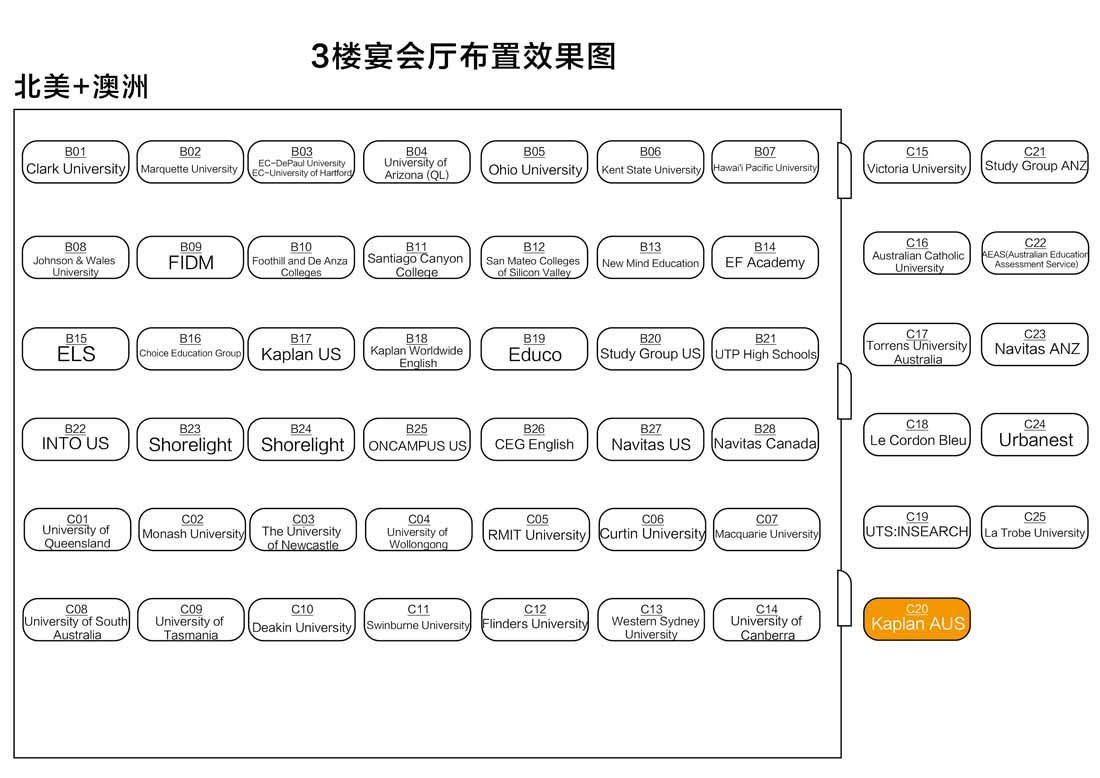 3楼宴会厅布置效果图
北美+澳洲
B01
Clark University
B02
Marquette University
B03
EC-DePaul University
EC-University of Hartford
B04
University of
Arizona (QL)
B05
Ohio University
B06
Kent State University
B07
Hawai'i Pacific University
C15
Victoria University
C21
Study Group ANZ
B08
Johnson & Wales
University
B09
FIDM
B10
Foothill and De Anza
Colleges
B11
Santiago Canyon
College
B12
San Mateo Colleges
of Silicon Valley
B13
New Mind Education
B14
EF Academy
C16
Australian Catholic
University
C22
AEAS(Australian Education
Assessment Service)
B15
ELS
B16
Choice Education Group
B17
Kaplan US
B18
Kaplan Worldwide
English
B19
Educo
B20
Study Group US
B21
UTP High Schools
C17
Torrens University
Australia
C23
Navitas ANZ
B22
INTO US
B23
Shorelight
B24
Shorelight
B25
ONCAMPUS US
B26
CEG English
B27
Navitas US
B28
Navitas Canada
C18
Le Cordon Bleu
C24
Urbanest
C01
University of
Queensland
C02
Monash University
C03
The University
of Newcastle
C04
University of
Wollongong
C05
RMIT University
C06
Curtin University
C07
Macquarie University
C19
UTS:INSEARCH
C25
La Trobe University
C08
University of South
Australia
C09
University of
Tasmania
C10
Deakin University
C11
Swinburne University
C12
Flinders University
C13
Western Sydney
University
C14
University of
Canberra
C20
Kaplan AUS